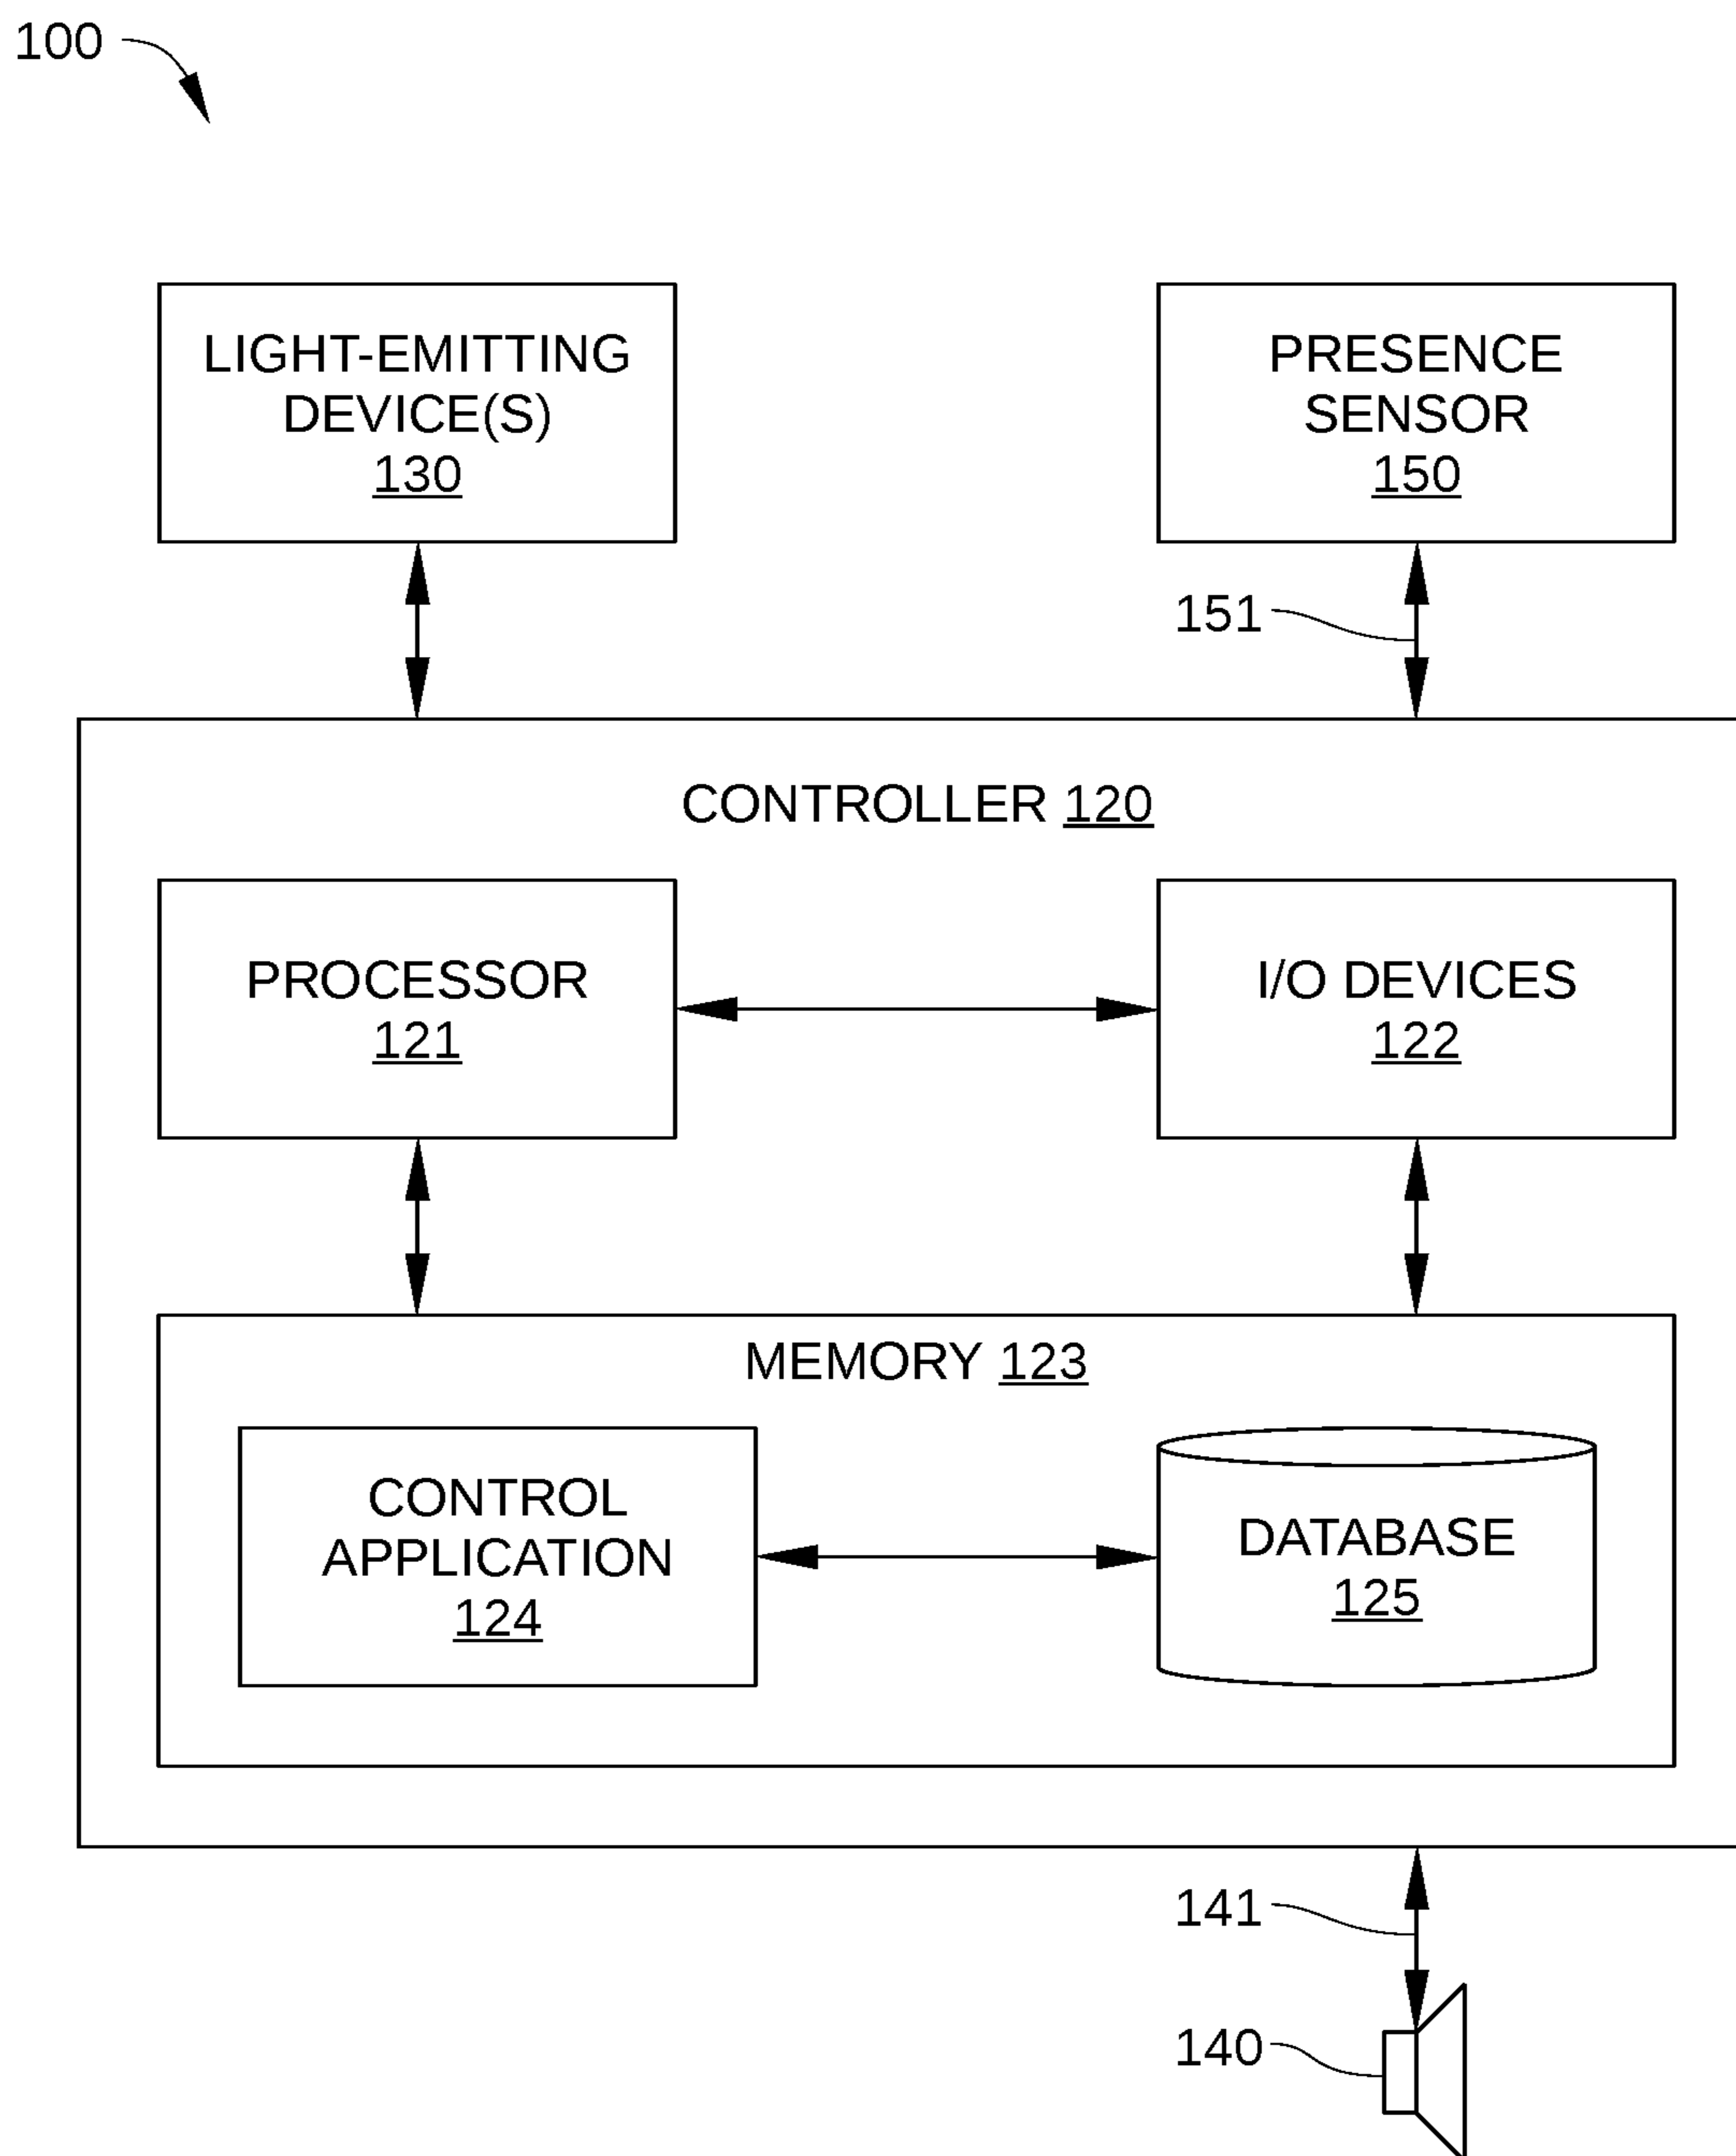 100
LIGHT-EMITTING
DEVICE(S)
130
PRESENCE
SENSOR
150
151
CONTROLLER 120
PROCESSOR
121
I/O DEVICES
122
MEMORY 123
CONTROL
APPLICATION
124
DATABASE
125
141
140